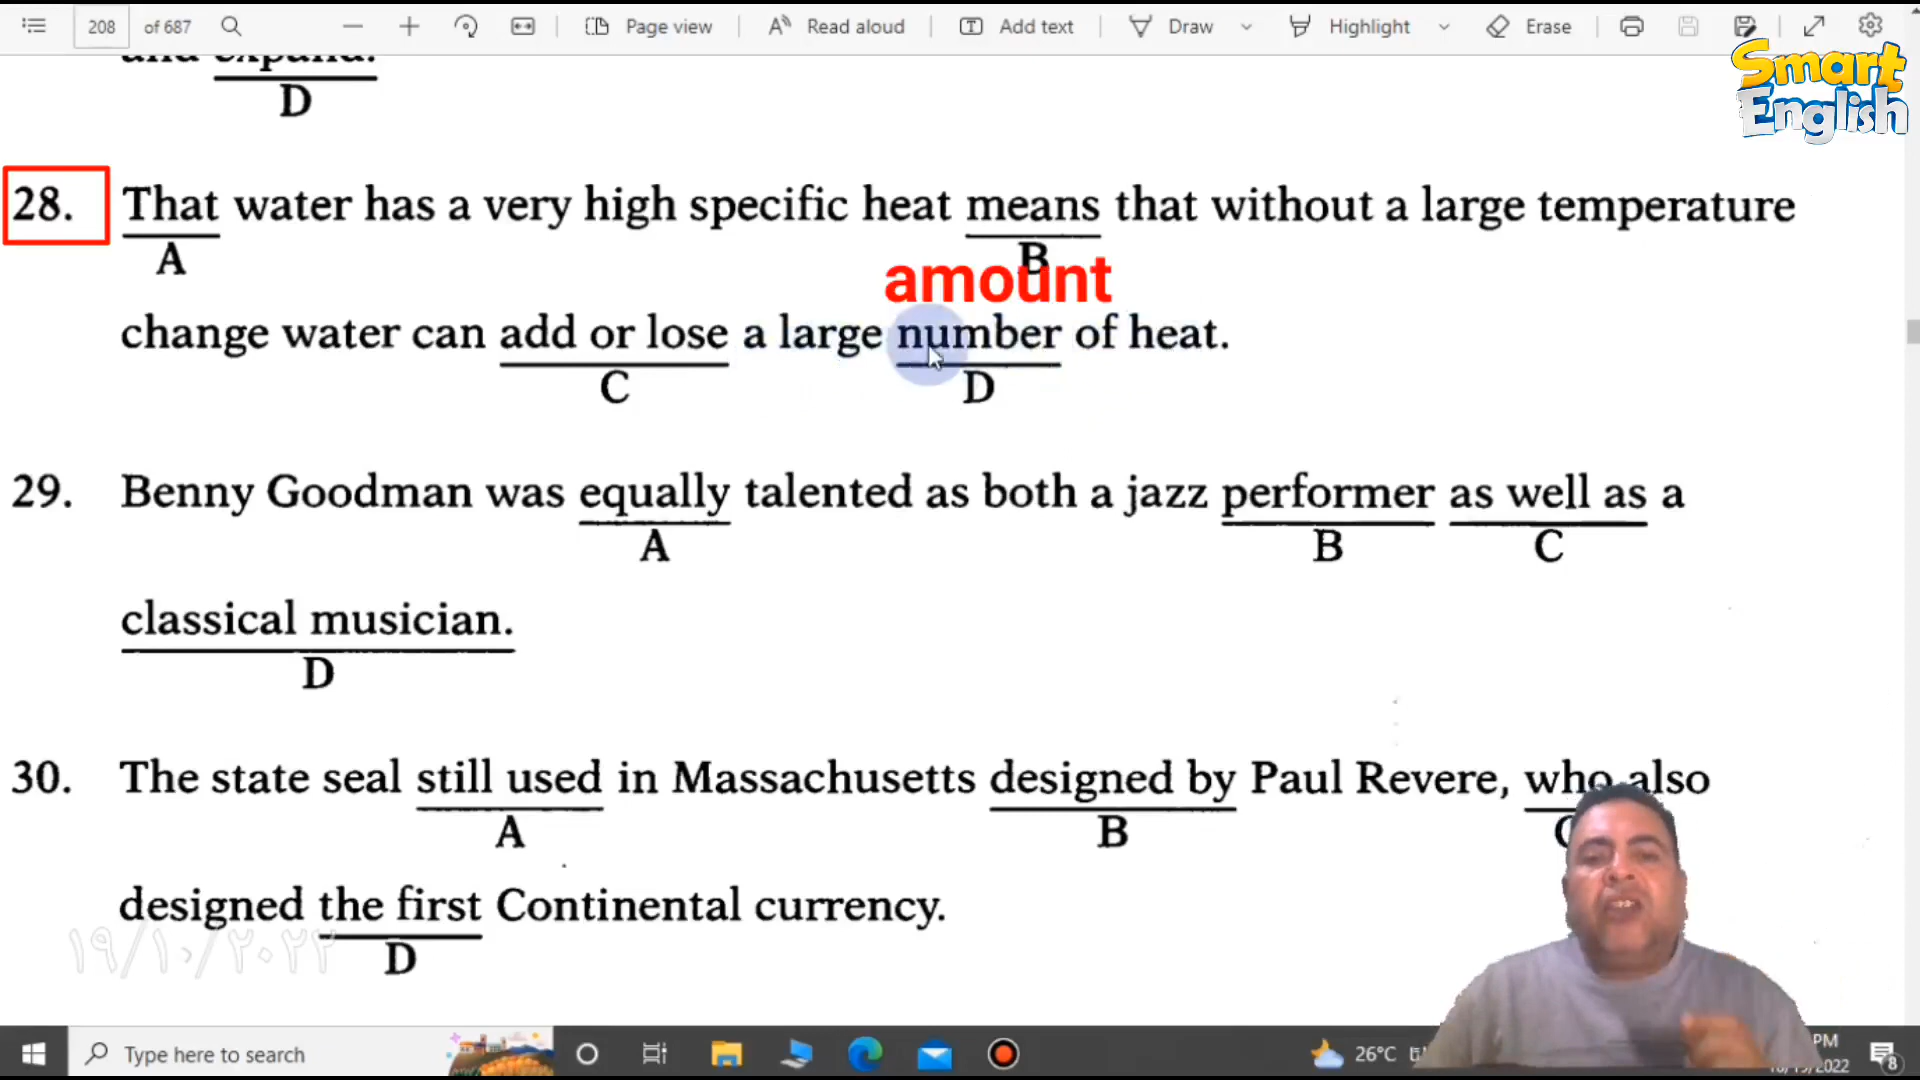 208 of 687 Page view Read aloud Add text Draw Highlight Erase
Smart English
and expand.
D
28. That water has a very high specific heat means that without a large temperature
A B
amount
change water can add or lose a large number of heat.
C D
29. Benny Goodman was equally talented as both a jazz performer as well as a
A B C
classical musician.
D
30. The state seal still used in Massachusetts designed by Paul Revere, who also
A B
designed the first Continental currency.
١٩/١٠/٢٠٢٢
D
Type here to search 26°C PM
8